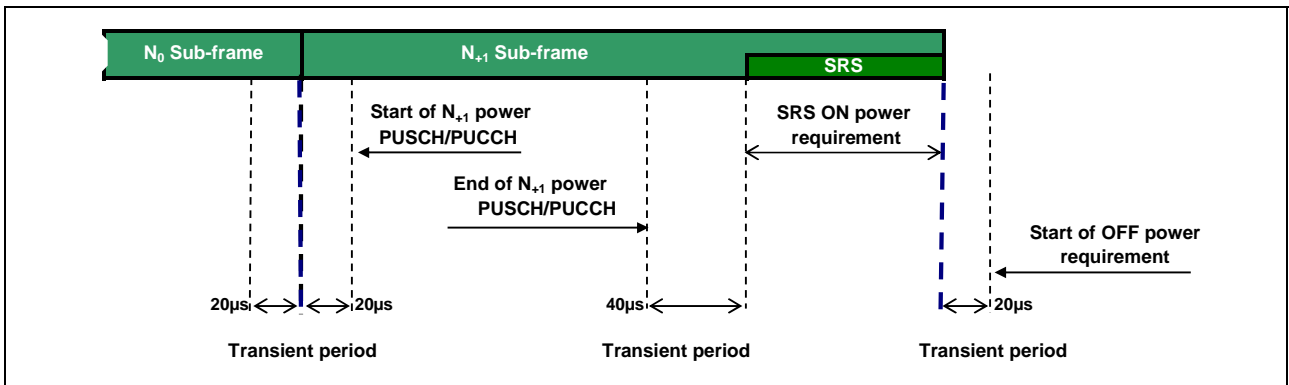 N₀ Sub-frame
N₊₁ Sub-frame
SRS
Start of N₊₁ power
PUSCH/PUCCH
SRS ON power
requirement
End of N₊₁ power
PUSCH/PUCCH
Start of OFF power
requirement
20µs
20µs
40µs
20µs
Transient period
Transient period
Transient period